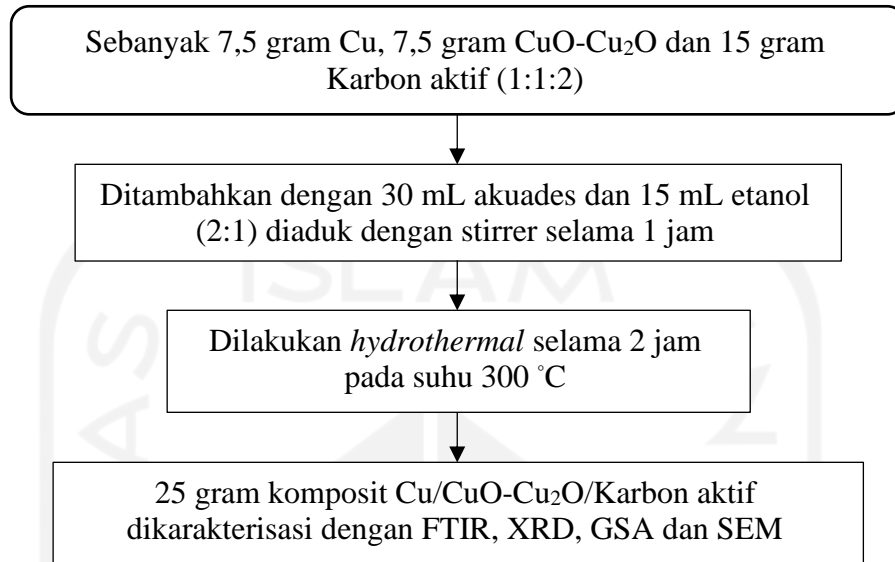 Sebanyak 7,5 gram Cu, 7,5 gram CuO-Cu₂O dan 15 gram
Karbon aktif (1:1:2)
Ditambahkan dengan 30 mL akuades dan 15 mL etanol
(2:1) diaduk dengan stirrer selama 1 jam
ISLAM
AS
N
Dilakukan hydrothermal selama 2 jam
pada suhu 300 °C
25 gram komposit Cu/CuO-Cu₂O/Karbon aktif
dikarakterisasi dengan FTIR, XRD, GSA dan SEM